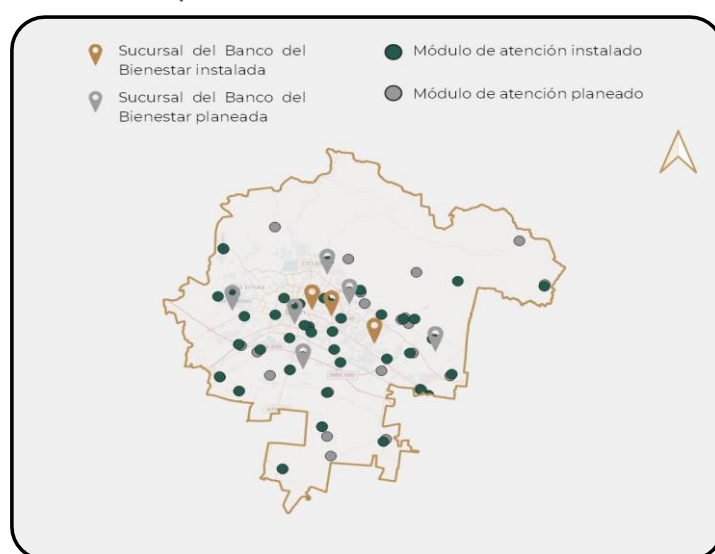 Sucursal del Banco del
Bienestar instalada
Módulo de atención instalado
Sucursal del Banco del
Bienestar planeada
Módulo de atención planeado